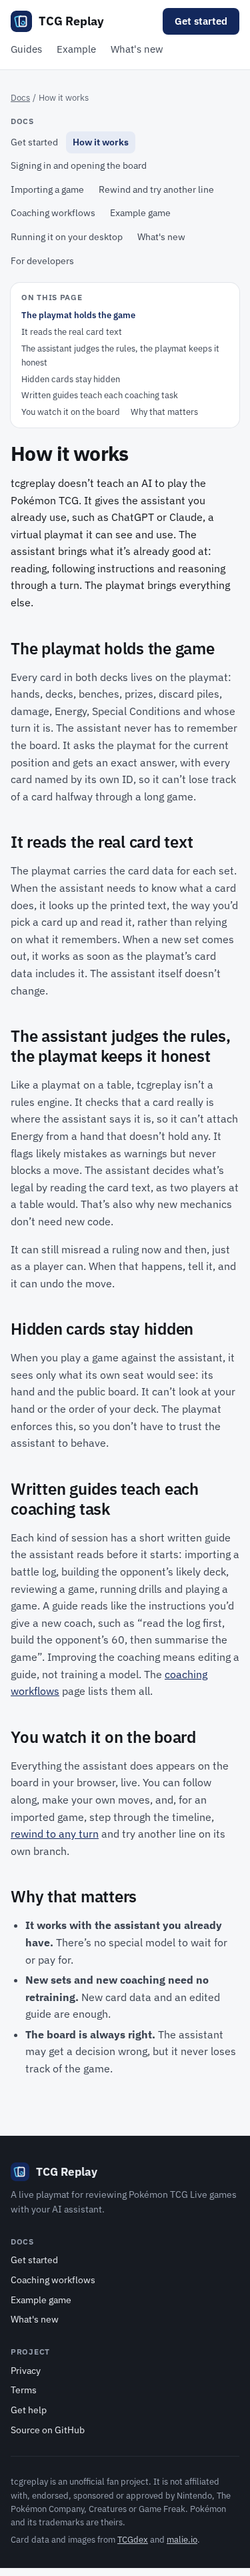 TCG Replay
Get started
Guides Example What's new
Docs / How it works
DOCS
Get started How it works
Signing in and opening the board
Importing a game Rewind and try another line
Coaching workflows Example game
Running it on your desktop What's new
For developers
ON THIS PAGE
The playmat holds the game
It reads the real card text
The assistant judges the rules, the playmat keeps it
honest
Hidden cards stay hidden
Written guides teach each coaching task
You watch it on the board Why that matters
How it works
tcgreplay doesn't teach an AI to play the
Pokémon TCG. It gives the assistant you
already use, such as ChatGPT or Claude, a
virtual playmat it can see and use. The
assistant brings what it's already good at:
reading, following instructions and reasoning
through a turn. The playmat brings everything
else.
The playmat holds the game
Every card in both decks lives on the playmat:
hands, decks, benches, prizes, discard piles,
damage, Energy, Special Conditions and whose
turn it is. The assistant never has to remember
the board. It asks the playmat for the current
position and gets an exact answer, with every
card named by its own ID, so it can't lose track
of a card halfway through a long game.
It reads the real card text
The playmat carries the card data for each set.
When the assistant needs to know what a card
does, it looks up the printed text, the way you'd
pick a card up and read it, rather than relying
on what it remembers. When a new set comes
out, it works as soon as the playmat's card
data includes it. The assistant itself doesn't
change.
The assistant judges the rules,
the playmat keeps it honest
Like a playmat on a table, tcgreplay isn't a
rules engine. It checks that a card really is
where the assistant says it is, so it can't attach
Energy from a hand that doesn't hold any. It
flags likely mistakes as warnings but never
blocks a move. The assistant decides what's
legal by reading the card text, as two players at
a table would. That's also why new mechanics
don't need new code.
It can still misread a ruling now and then, just
as a player can. When that happens, tell it, and
it can undo the move.
Hidden cards stay hidden
When you play a game against the assistant, it
sees only what its own seat would see: its
hand and the public board. It can't look at your
hand or the order of your deck. The playmat
enforces this, so you don't have to trust the
assistant to behave.
Written guides teach each
coaching task
Each kind of session has a short written guide
the assistant reads before it starts: importing a
battle log, building the opponent's likely deck,
reviewing a game, running drills and playing a
game. A guide reads like the instructions you'd
give a new coach, such as “read the log first,
build the opponent's 60, then summarise the
game”. Improving the coaching means editing a
guide, not training a model. The coaching
workflows page lists them all.
You watch it on the board
Everything the assistant does appears on the
board in your browser, live. You can follow
along, make your own moves, and, for an
imported game, step through the timeline,
rewind to any turn and try another line on its
own branch.
Why that matters
• It works with the assistant you already
have. There's no special model to wait for
or pay for.
• New sets and new coaching need no
retraining. New card data and an edited
guide are enough.
• The board is always right. The assistant
may get a decision wrong, but it never loses
track of the game.
TCG Replay
A live playmat for reviewing Pokémon TCG Live games
with your AI assistant.
DOCS
Get started
Coaching workflows
Example game
What's new
PROJECT
Privacy
Terms
Get help
Source on GitHub
tcgreplay is an unofficial fan project. It is not affiliated
with, endorsed, sponsored or approved by Nintendo, The
Pokémon Company, Creatures or Game Freak. Pokémon
and its trademarks are theirs.
Card data and images from TCGdex and malie.io.